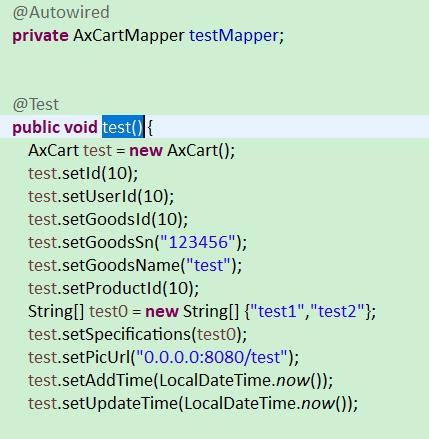 @Autowired
private AxCartMapper testMapper;
@Test
public void test() {
AxCart test = new AxCart();
test.setId(10);
test.setUserId(10);
test.setGoodsId(10);
test.setGoodsSn("123456");
test.setGoodsName("test");
test.setProductId(10);
String[] test0 = new String[] {"test1","test2"};
test.setSpecifications(test0);
test.setPicUrl("0.0.0.0:8080/test");
test.setAddTime(LocalDateTime.now());
test.setUpdateTime(LocalDateTime.now());